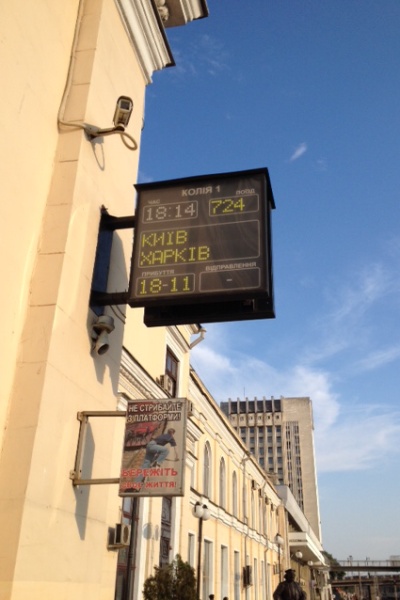 КОЛІЯ 1
ЧАС ПОЇЗД
18:14 724
КИЇВ
ХАРКІВ
ПРИБУТТЯ ВІДПРАВЛЕННЯ
18-11 -
НЕ СТРИБАЙТЕ
З ПЛАТФОРМИ!
БЕРЕЖІТЬ
ЖИТТЯ!